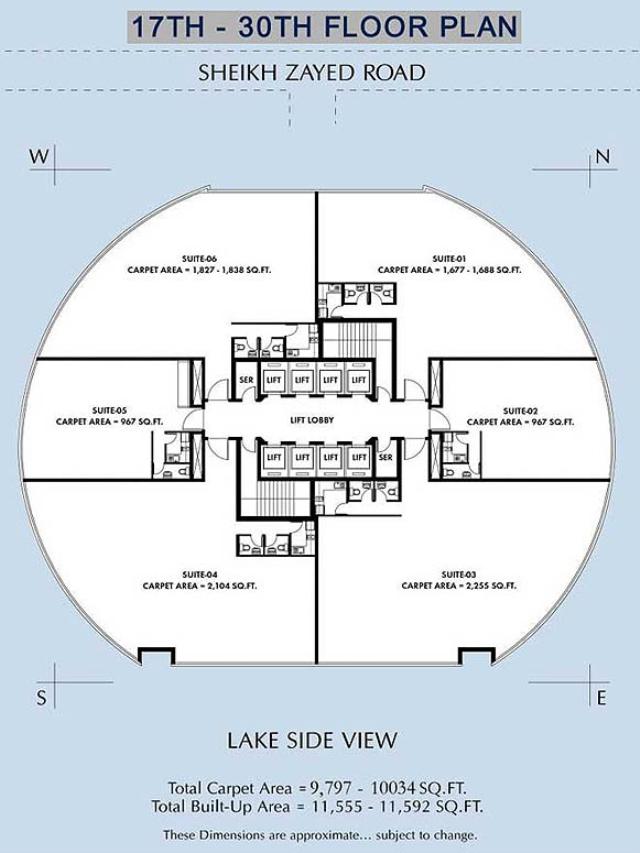 17TH - 30TH FLOOR PLAN
SHEIKH ZAYED ROAD
W
N
SUITE-06
CARPET AREA = 1,827 - 1,838 SQ.FT.
SUITE-01
CARPET AREA = 1,677 - 1,688 SQ.FT.
SER
LIFT
LIFT
LIFT
LIFT
SUITE-05
CARPET AREA = 967 SQ.FT.
LIFT LOBBY
SUITE-02
CARPET AREA = 967 SQ.FT.
LIFT
LIFT
LIFT
LIFT
SER
SUITE-04
CARPET AREA = 2,104 SQ.FT.
SUITE-03
CARPET AREA = 2,255 SQ.FT.
S
E
LAKE SIDE VIEW
Total Carpet Area = 9,797 - 10034 SQ.FT.
Total Built-Up Area = 11,555 - 11,592 SQ.FT.
These Dimensions are approximate... subject to change.